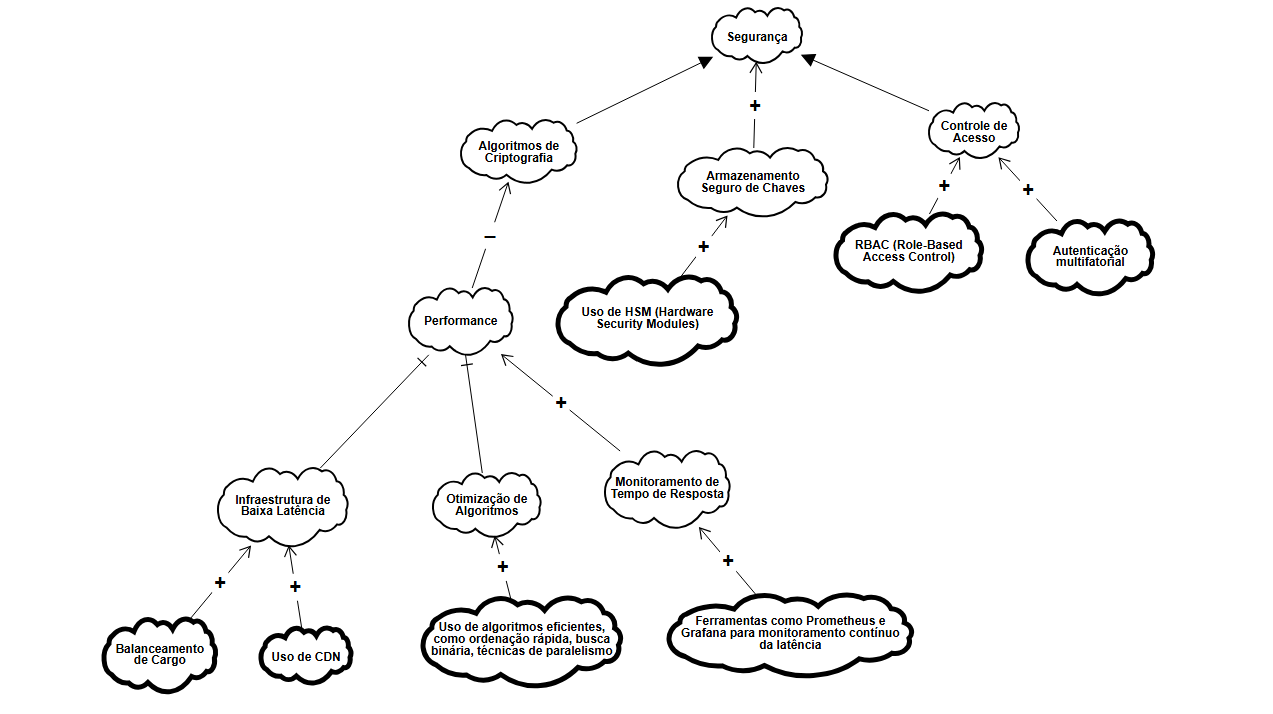 Segurança
Algoritmos de
Criptografia
+
Armazenamento
Seguro de Chaves
Controle de
Acesso
–
+
+
+
RBAC (Role-Based
Access Control)
Autenticação
multifatorial
Performance
Uso de HSM (Hardware
Security Modules)
+
Infraestrutura de
Baixa Latência
Otimização de
Algoritmos
Monitoramento de
Tempo de Resposta
+
+
+
+
Balanceamento
de Cargo
Uso de CDN
Uso de algoritmos eficientes,
como ordenação rápida, busca
binária, técnicas de paralelismo
Ferramentas como Prometheus e
Grafana para monitoramento contínuo
da latência